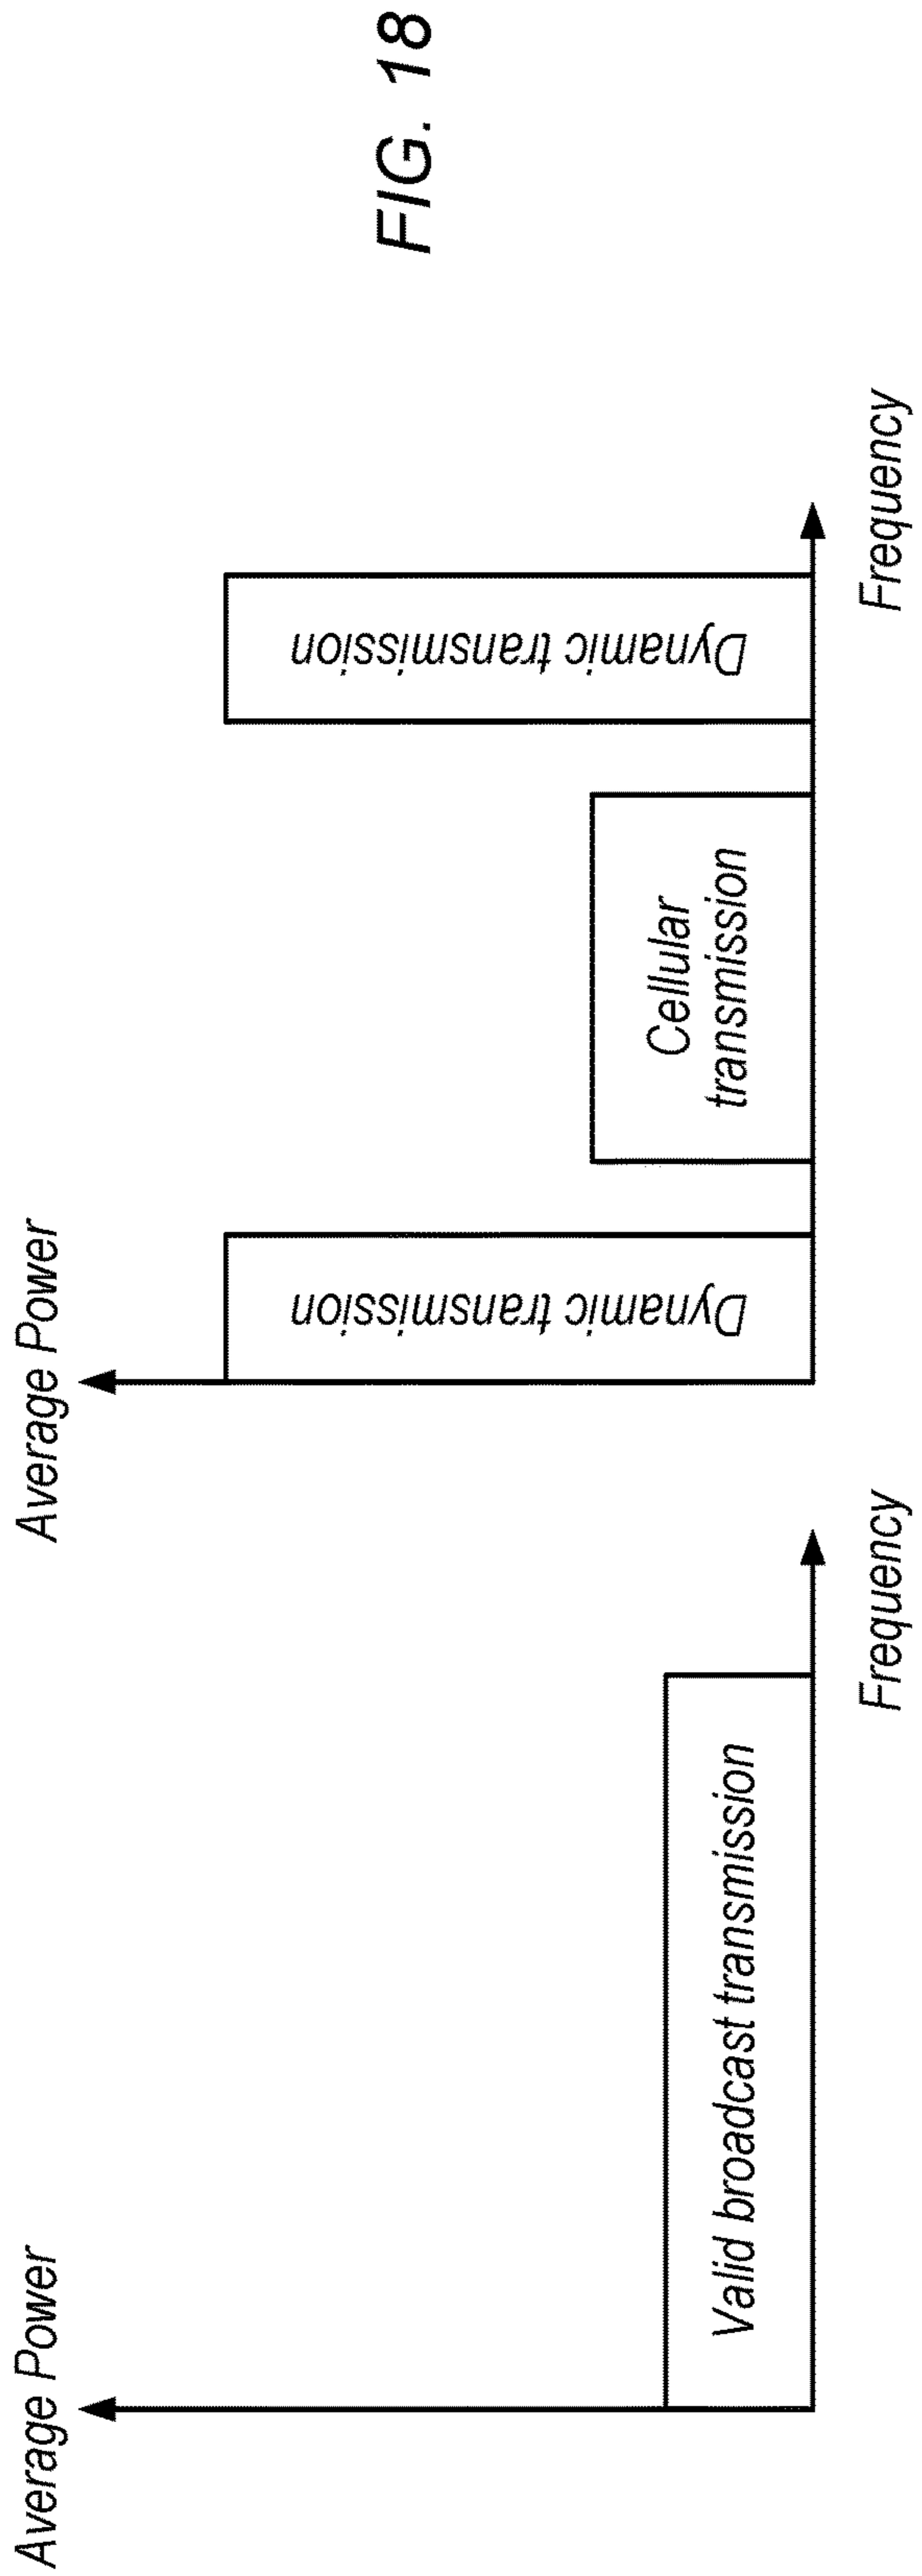 Average Power
Valid broadcast transmission
Frequency
Average Power
Dynamic transmission
Cellular
transmission
Dynamic transmission
Frequency
FIG. 18